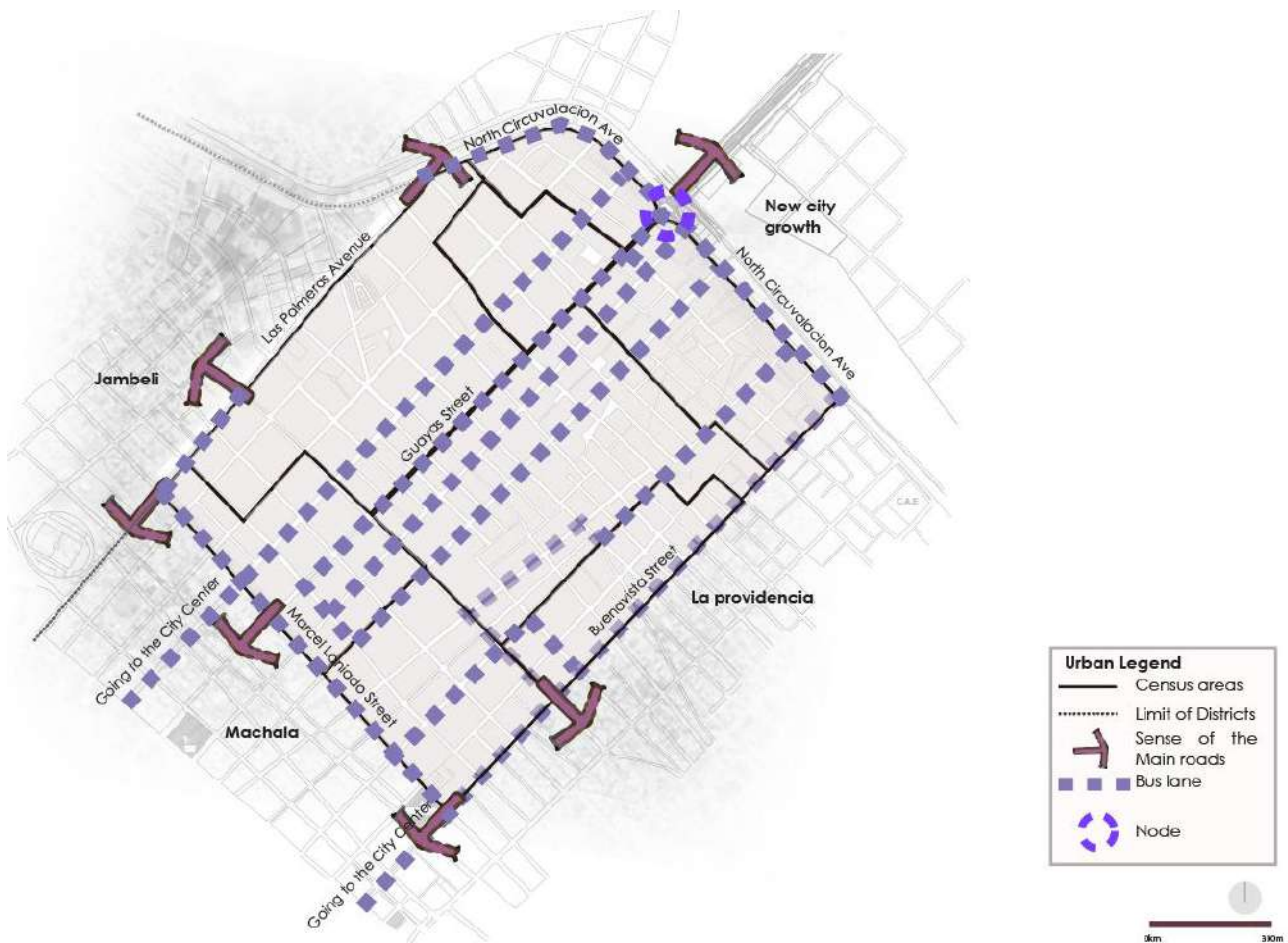 North Circuvalacion Ave
New city
growth
North Circuvalacion Ave
Las Palmeras Avenue
Jambeli
Guayas Street
C.A.E
Buenavista Street
La providencia
Going to the City Center
Marcel Laniado Street
Machala
Going to the City Center
Urban Legend
Census areas
Limit of Districts
Sense of the
Main roads
Bus lane
Node
0km